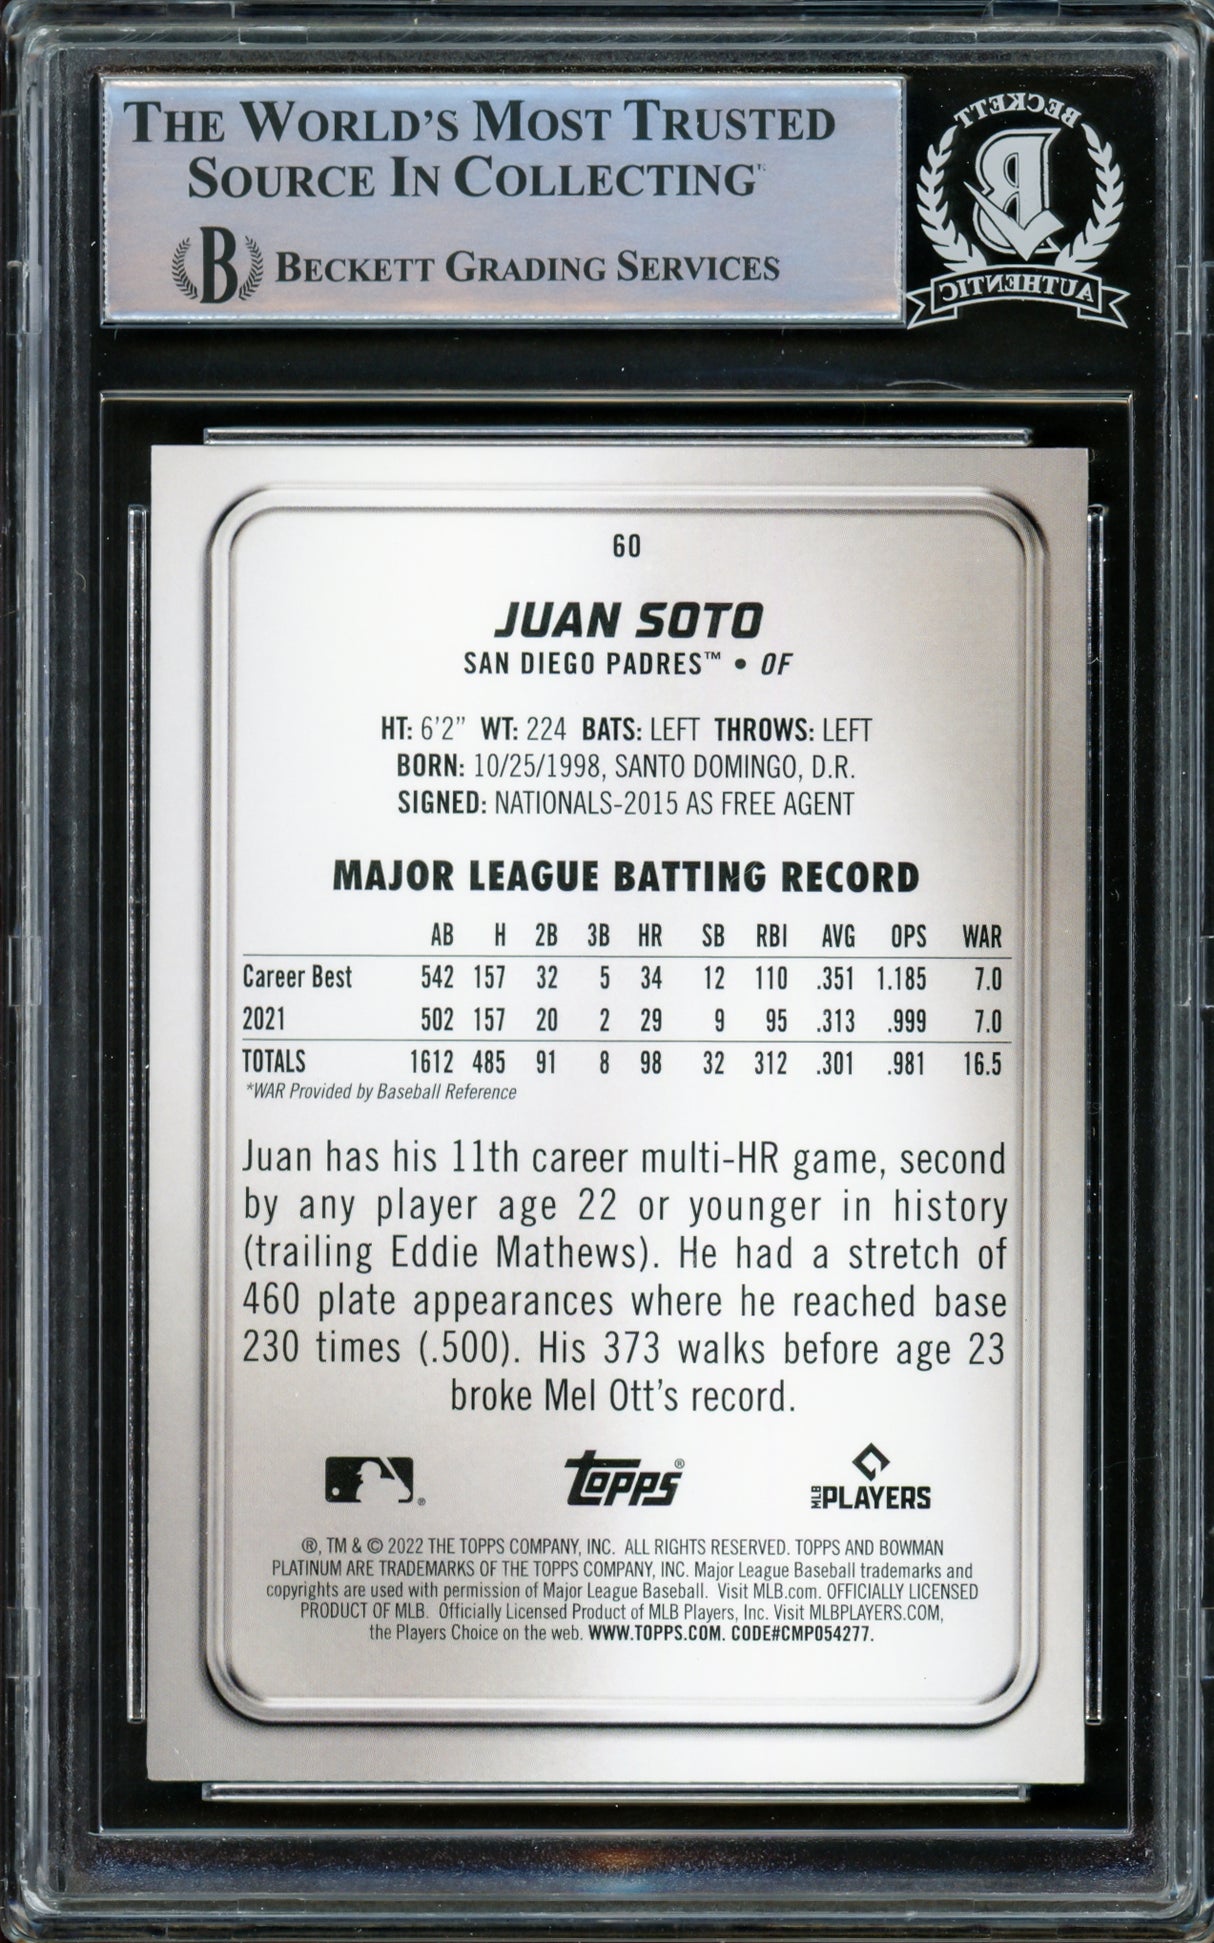 THE WORLD'S MOST TRUSTED
SOURCE IN COLLECTING™
B BECKETT GRADING SERVICES
BECKETT
B
AUTHENTIC
60
JUAN SOTO
SAN DIEGO PADRES™ • OF
HT: 6'2" WT: 224 BATS: LEFT THROWS: LEFT
BORN: 10/25/1998, SANTO DOMINGO, D.R.
SIGNED: NATIONALS-2015 AS FREE AGENT
MAJOR LEAGUE BATTING RECORD
AB H 2B 3B HR SB RBI AVG OPS WAR
Career Best 542 157 32 5 34 12 110 .351 1.185 7.0
2021 502 157 20 2 29 9 95 .313 .999 7.0
TOTALS 1612 485 91 8 98 32 312 .301 .981 16.5
*WAR Provided by Baseball Reference
Juan has his 11th career multi-HR game, second
by any player age 22 or younger in history
(trailing Eddie Mathews). He had a stretch of
460 plate appearances where he reached base
230 times (.500). His 373 walks before age 23
broke Mel Ott's record.
® topps® MLB PLAYERS
®, TM & © 2022 THE TOPPS COMPANY, INC. ALL RIGHTS RESERVED. TOPPS AND BOWMAN
PLATINUM ARE TRADEMARKS OF THE TOPPS COMPANY, INC. Major League Baseball trademarks and
copyrights are used with permission of Major League Baseball. Visit MLB.com. OFFICIALLY LICENSED
PRODUCT OF MLB. Officially Licensed Product of MLB Players, Inc. Visit MLBPLAYERS.COM,
the Players Choice on the web. WWW.TOPPS.COM. CODE#CMP054277.